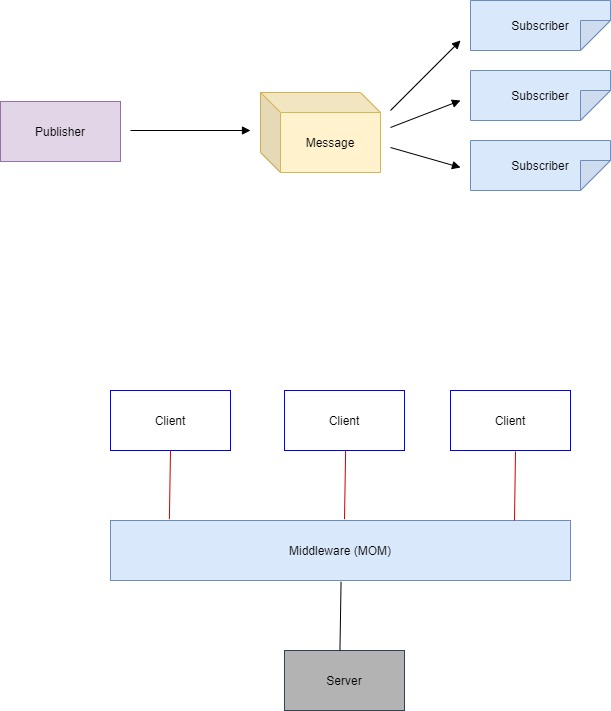 Subscriber
Subscriber
Publisher
Message
Subscriber
Client
Client
Client
Middleware (MOM)
Server